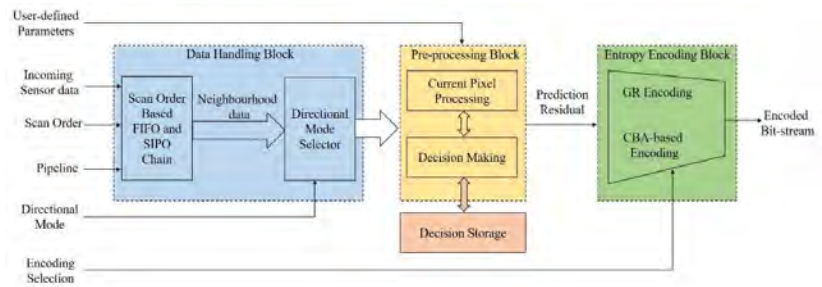 User-defined
Parameters
Data Handling Block
Pre-processing Block
Entropy Encoding Block
Incoming
Sensor data
Scan Order
Pipeline
Directional
Mode
Encoding
Selection
Scan Order
Based
FIFO and
SIPO
Chain
Neighbourhood
data
Directional
Mode
Selector
Current Pixel
Processing
Decision Making
Decision Storage
Prediction
Residual
GR Encoding
CBA-based
Encoding
Encoded
Bit-stream